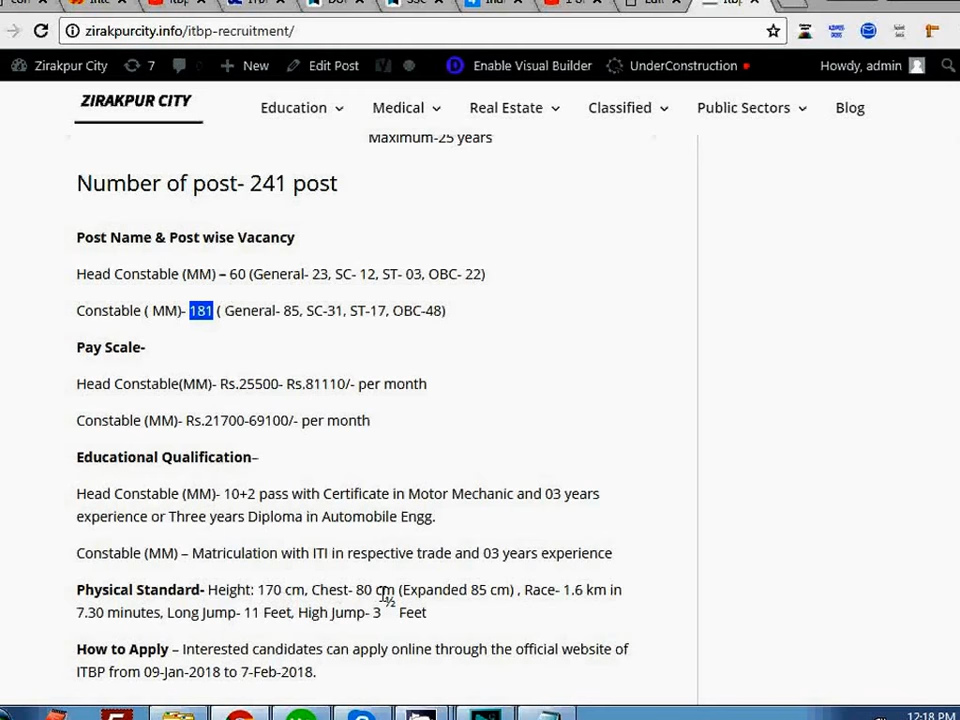 zirakpurcity.info/itbp-recruitment/
Zirakpur City 7 New Edit Post Enable Visual Builder UnderConstruction Howdy, admin
ZIRAKPUR CITY Education Medical Real Estate Classified Public Sectors Blog
Maximum-25 years
Number of post- 241 post
Post Name & Post wise Vacancy
Head Constable (MM) – 60 (General- 23, SC- 12, ST- 03, OBC- 22)
Constable ( MM)- 181 ( General- 85, SC-31, ST-17, OBC-48)
Pay Scale-
Head Constable(MM)- Rs.25500- Rs.81110/- per month
Constable (MM)- Rs.21700-69100/- per month
Educational Qualification–
Head Constable (MM)- 10+2 pass with Certificate in Motor Mechanic and 03 years
experience or Three years Diploma in Automobile Engg.
Constable (MM) – Matriculation with ITI in respective trade and 03 years experience
Physical Standard- Height: 170 cm, Chest- 80 cm (Expanded 85 cm) , Race- 1.6 km in
7.30 minutes, Long Jump- 11 Feet, High Jump- 3 ½ Feet
How to Apply – Interested candidates can apply online through the official website of
ITBP from 09-Jan-2018 to 7-Feb-2018.
12:18 PM